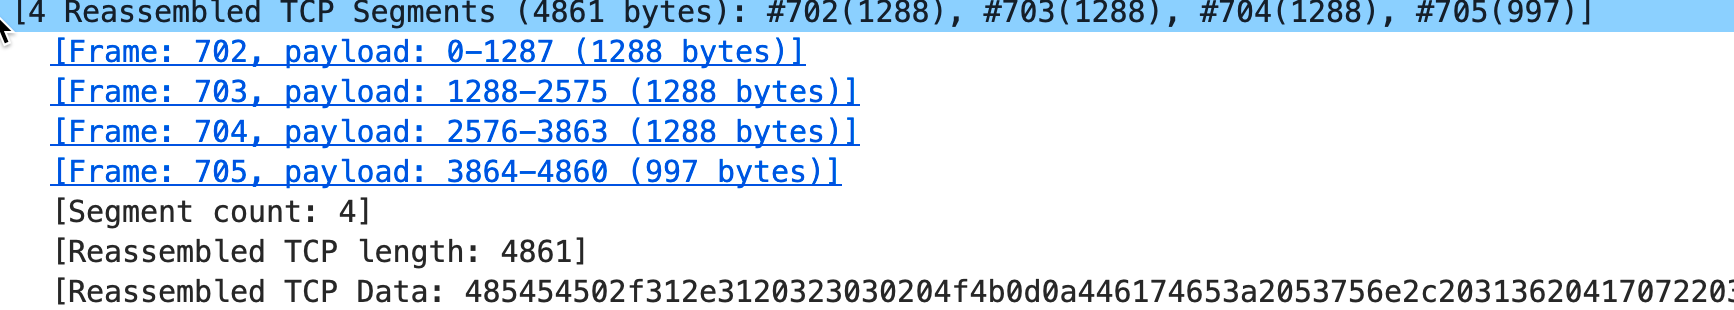 [4 Reassembled TCP Segments (4861 bytes): #702(1288), #703(1288), #704(1288), #705(997)]
[Frame: 702, payload: 0-1287 (1288 bytes)]
[Frame: 703, payload: 1288-2575 (1288 bytes)]
[Frame: 704, payload: 2576-3863 (1288 bytes)]
[Frame: 705, payload: 3864-4860 (997 bytes)]
[Segment count: 4]
[Reassembled TCP length: 4861]
[Reassembled TCP Data: 485454502f312e3120323030204f4b0d0a446174653a2053756e2c20313620417072203